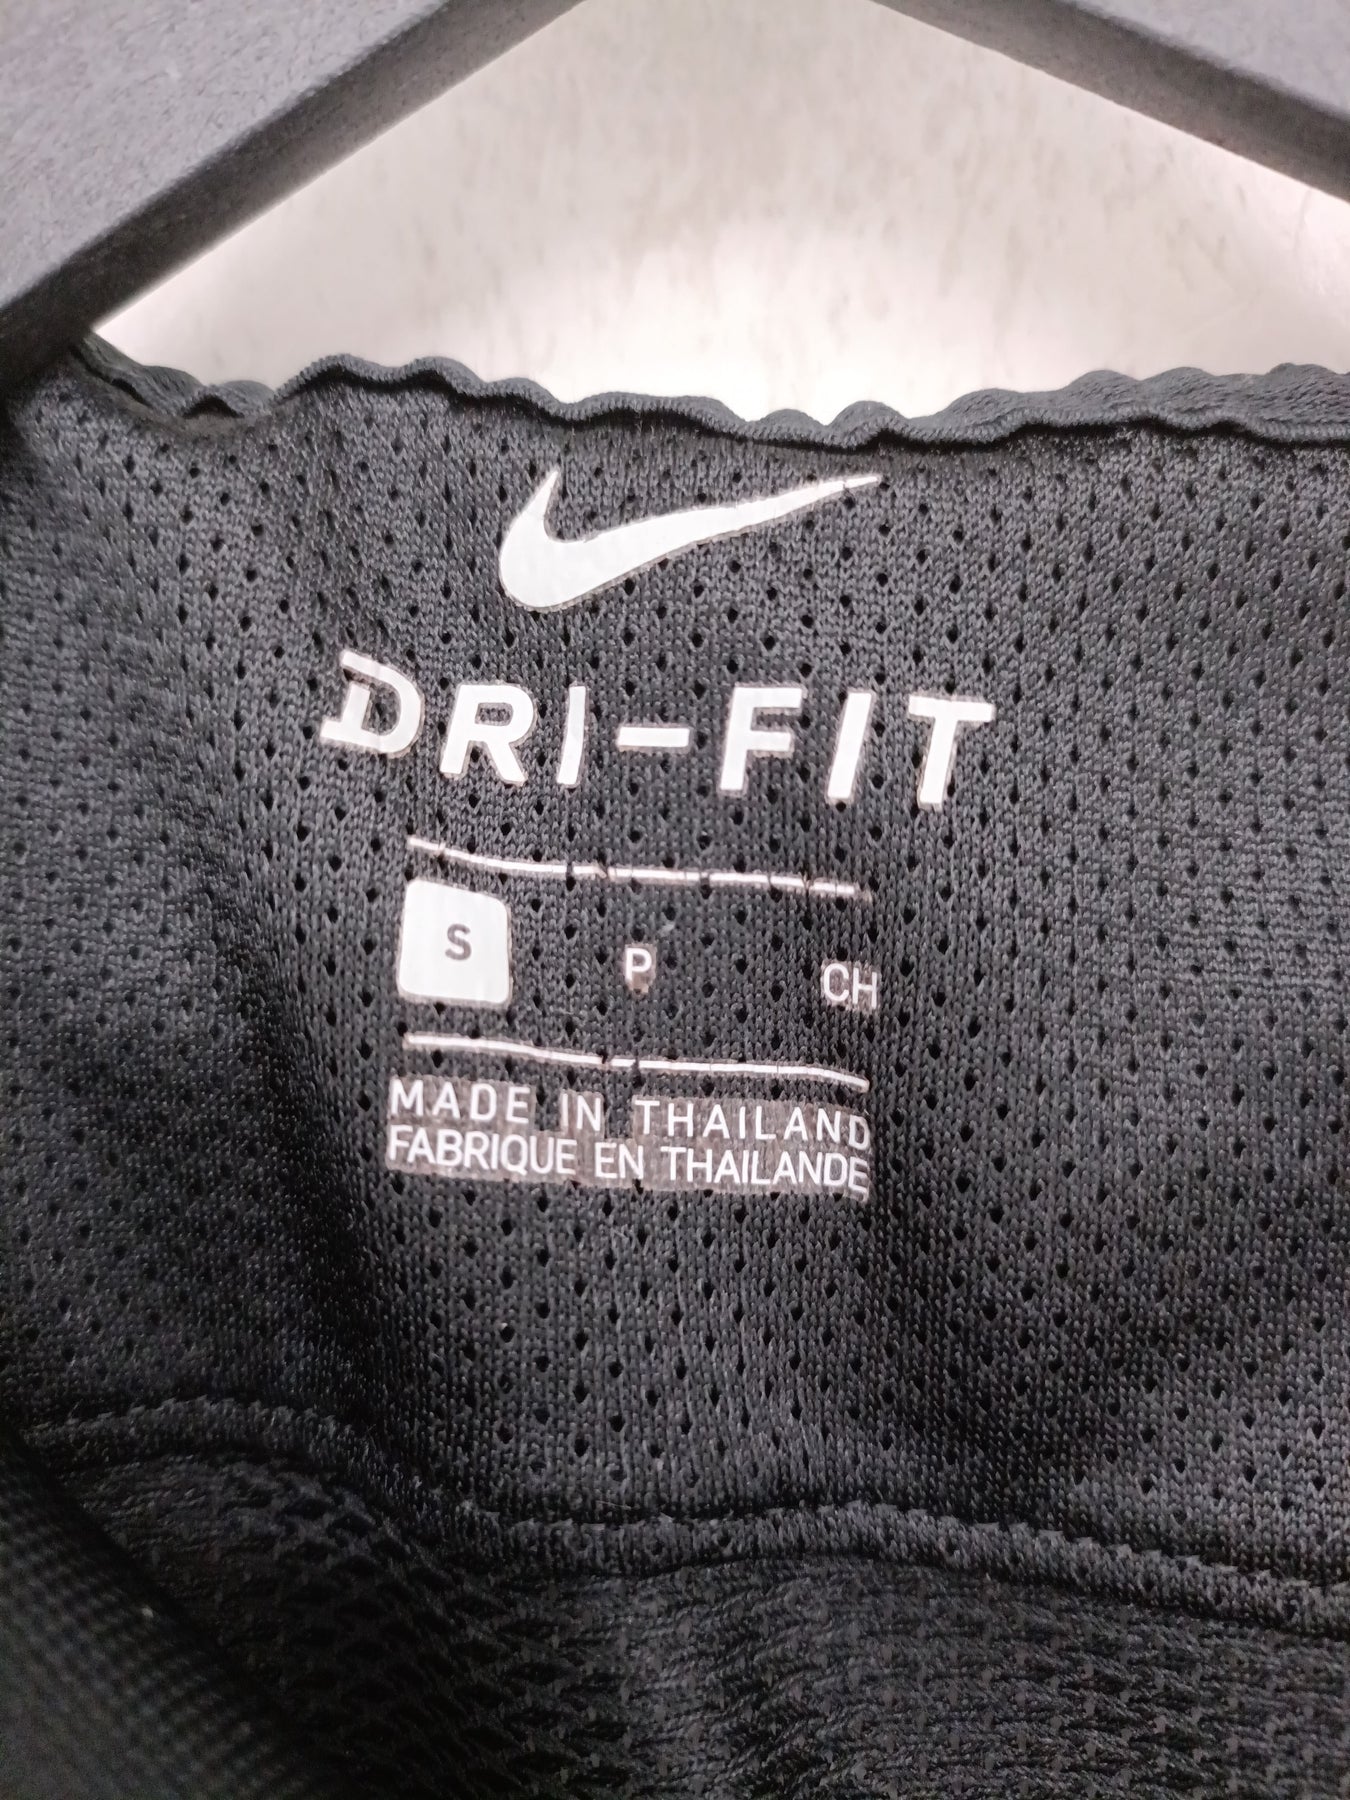 DRI-FIT
S P CH
MADE IN THAILAND
FABRIQUE EN THAILANDE